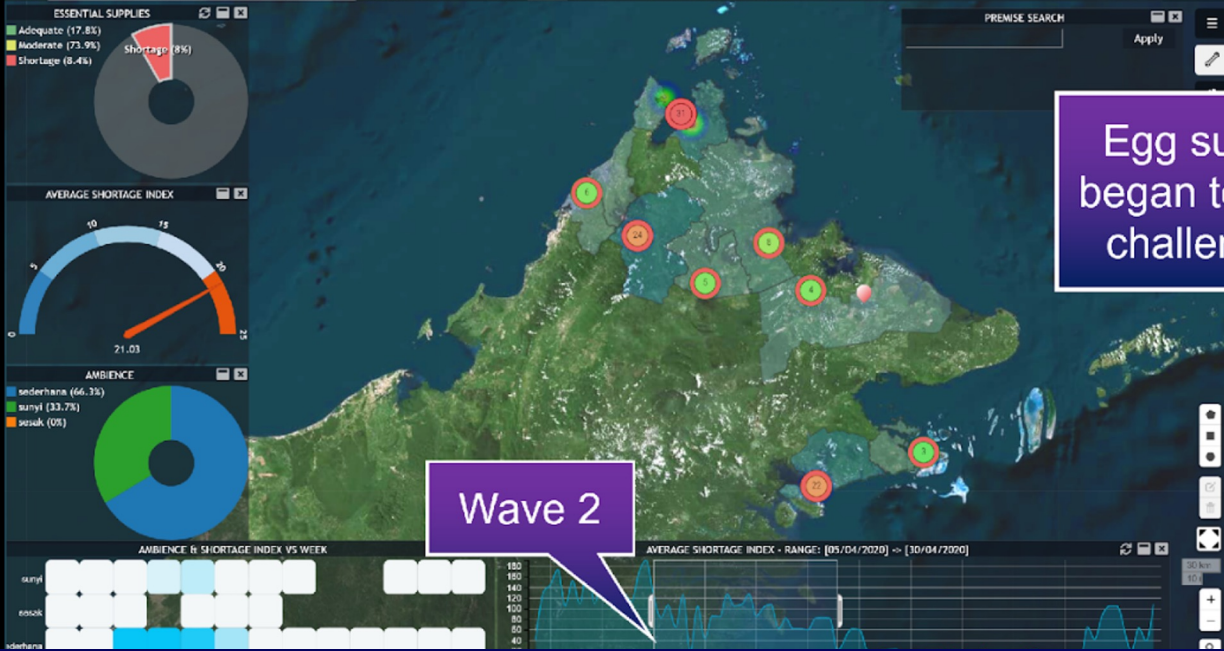 ESSENTIAL SUPPLIES
Adequate (17.8%)
Moderate (73.9%)
Shortage (8.4%)
Shortage (8%)
AVERAGE SHORTAGE INDEX
0
5
10
15
20
25
21.03
AMBIENCE
sederhana (66.3%)
sunyi (33.7%)
sesak (0%)
PREMISE SEARCH
Apply
31
6
24
8
5
4
3
22
Egg su
began t
challe
Wave 2
AMBIENCE & SHORTAGE INDEX VS WEEK
sunyi
sesak
sederhana
AVERAGE SHORTAGE INDEX - RANGE: [05/04/2020] -> [30/04/2020]
180
160
140
120
100
80
60
40
30 km